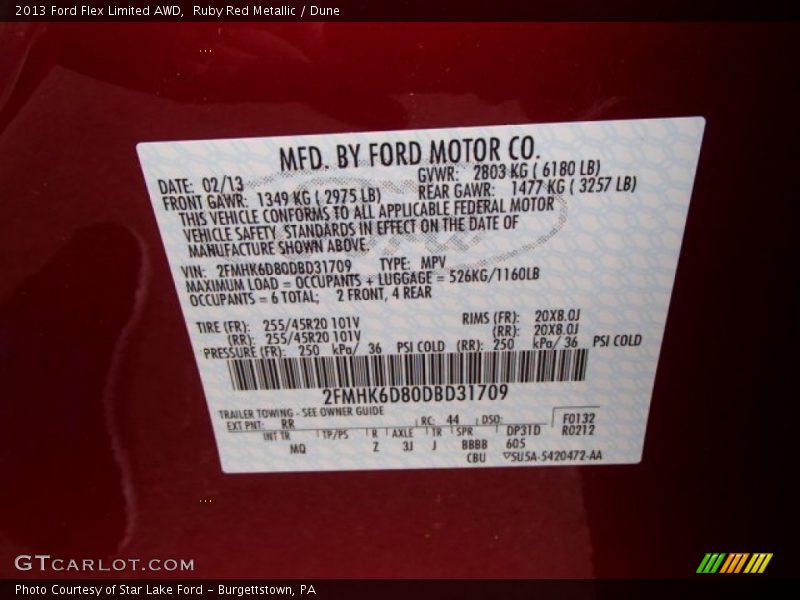 2013 Ford Flex Limited AWD, Ruby Red Metallic / Dune
MFD. BY FORD MOTOR CO.
DATE: 02/13 GVWR: 2803 KG ( 6180 LB)
FRONT GAWR: 1349 KG ( 2975 LB) REAR GAWR: 1477 KG ( 3257 LB)
THIS VEHICLE CONFORMS TO ALL APPLICABLE FEDERAL MOTOR
VEHICLE SAFETY STANDARDS IN EFFECT ON THE DATE OF
MANUFACTURE SHOWN ABOVE.
VIN: 2FMHK6D80DBD31709 TYPE: MPV
MAXIMUM LOAD = OCCUPANTS + LUGGAGE = 526KG/1160LB
OCCUPANTS = 6 TOTAL; 2 FRONT, 4 REAR
TIRE (FR): 255/45R20 101V RIMS (FR): 20X8.0J
(RR): 255/45R20 101V (RR): 20X8.0J
PRESSURE (FR): 250 kPa/ 36 PSI COLD (RR): 250 kPa/ 36 PSI COLD
2FMHK6D80DBD31709
TRAILER TOWING - SEE OWNER GUIDE
EXT PNT: RR RC: 44 DSO: F0132
INT TR TP/PS R AXLE TR SPR DP31D R0212
MQ Z 3J J BBBB 605
CBU ▽5U5A-5420472-AA
GTCARLOT.COM
Photo Courtesy of Star Lake Ford - Burgettstown, PA